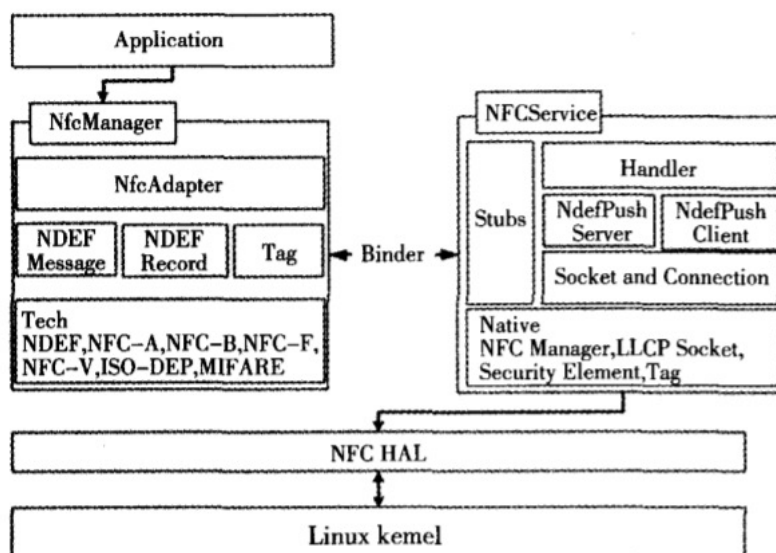 Application
NfcManager
NfcAdapter
NDEF
Message
NDEF
Record
Tag
Tech
NDEF,NFC-A,NFC-B,NFC-F,
NFC-V,ISO-DEP,MIFARE
Binder
NFCService
Stubs
Handler
NdefPush
Server
NdefPush
Client
Socket and Connection
Native
NFC Manager,LLCP Socket,
Security Element,Tag
NFC HAL
Linux kemel